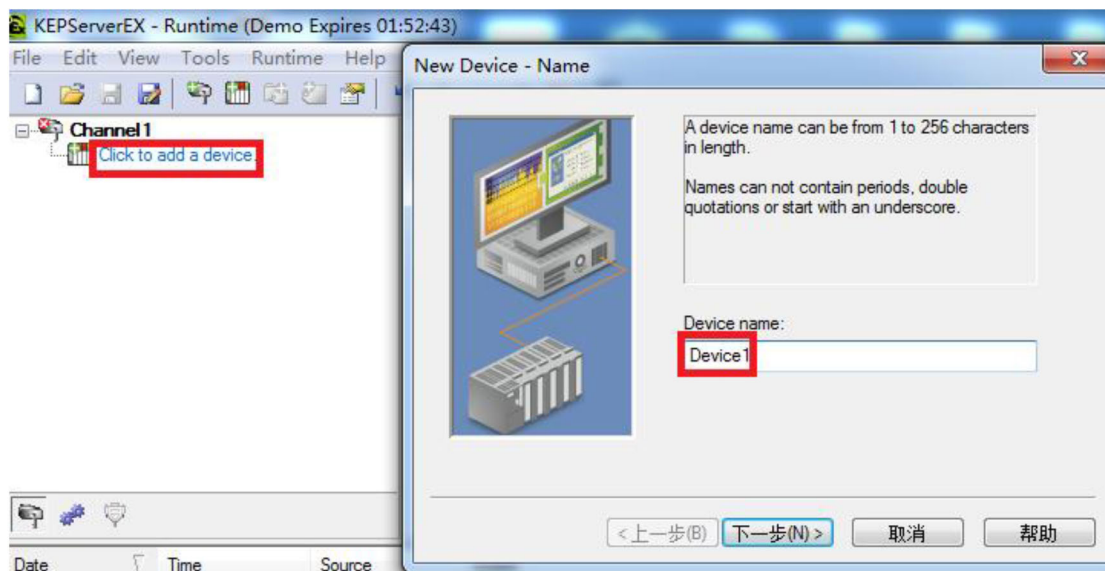 KEPServerEX - Runtime (Demo Expires 01:52:43)
File Edit View Tools Runtime Help
Channel1
Click to add a device.
Date Time Source
New Device - Name
A device name can be from 1 to 256 characters
in length.
Names can not contain periods, double
quotations or start with an underscore.
Device name:
Device1
<上一步(B) 下一步(N) > 取消 帮助